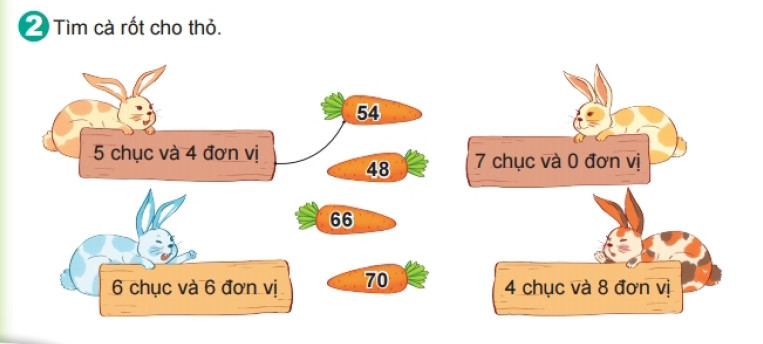 2 Tìm cà rốt cho thỏ.
54
5 chục và 4 đơn vị
7 chục và 0 đơn vị
48
66
70
6 chục và 6 đơn vị
4 chục và 8 đơn vị